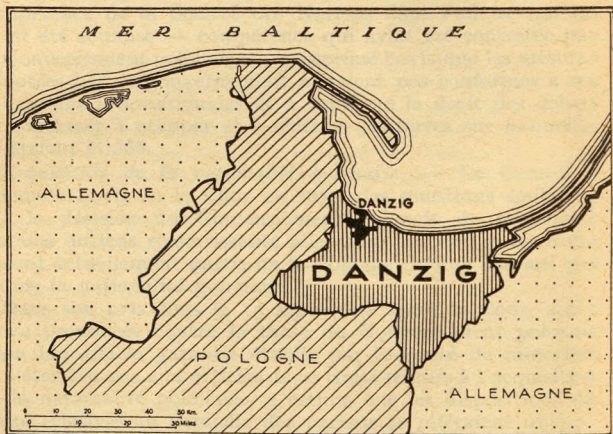 MER BALTIQUE
ALLEMAGNE
DANZIG
DANZIG
POLOGNE
ALLEMAGNE
0 10 20 30 40 50 Km.
0 10 20 30 Miles